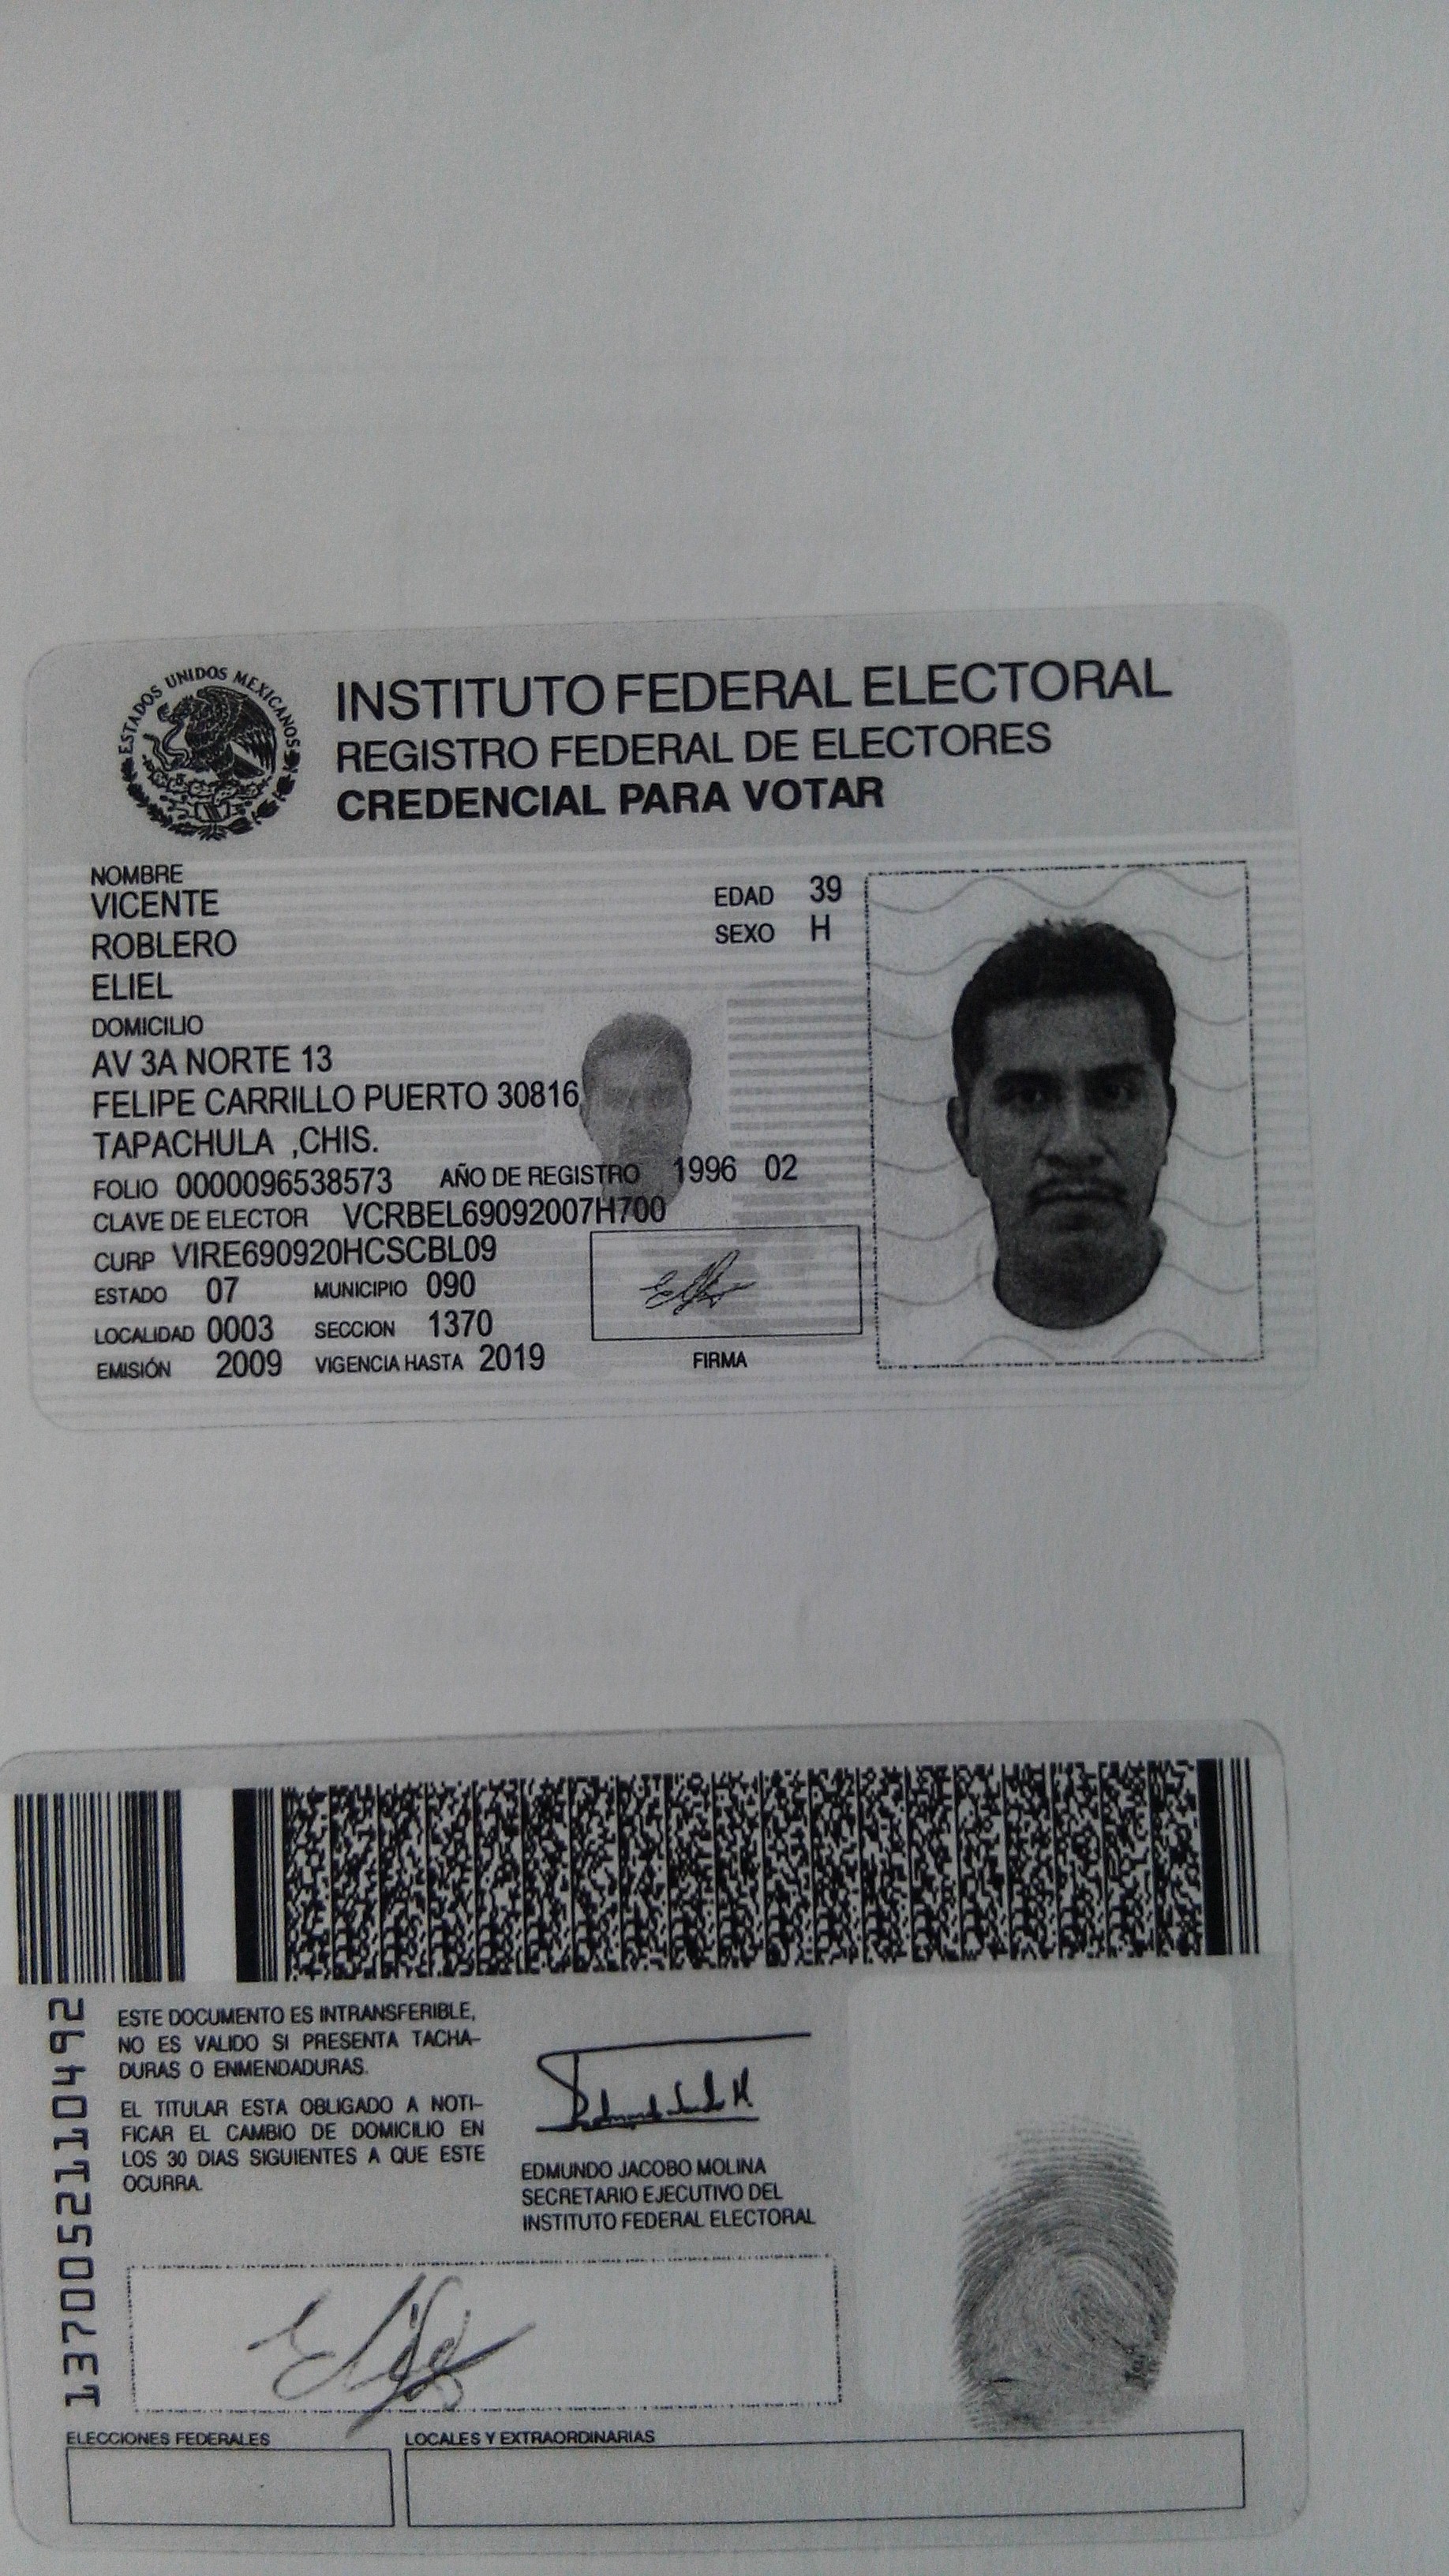 ESTADOS UNIDOS MEXICANOS
INSTITUTO FEDERAL ELECTORAL
REGISTRO FEDERAL DE ELECTORES
CREDENCIAL PARA VOTAR
NOMBRE
VICENTE
ROBLERO
ELIEL
EDAD 39
SEXO H
DOMICILIO
AV 3A NORTE 13
FELIPE CARRILLO PUERTO 30816
TAPACHULA ,CHIS.
FOLIO 0000096538573 AÑO DE REGISTRO 1996 02
CLAVE DE ELECTOR VCRBEL69092007H700
CURP VIRE690920HCSCBL09
ESTADO 07 MUNICIPIO 090
LOCALIDAD 0003 SECCION 1370
EMISIÓN 2009 VIGENCIA HASTA 2019
FIRMA
1370052110492
ESTE DOCUMENTO ES INTRANSFERIBLE,
NO ES VALIDO SI PRESENTA TACHA-
DURAS O ENMENDADURAS.
EL TITULAR ESTA OBLIGADO A NOTI-
FICAR EL CAMBIO DE DOMICILIO EN
LOS 30 DIAS SIGUIENTES A QUE ESTE
OCURRA.
EDMUNDO JACOBO MOLINA
SECRETARIO EJECUTIVO DEL
INSTITUTO FEDERAL ELECTORAL
ELECCIONES FEDERALES
LOCALES Y EXTRAORDINARIAS